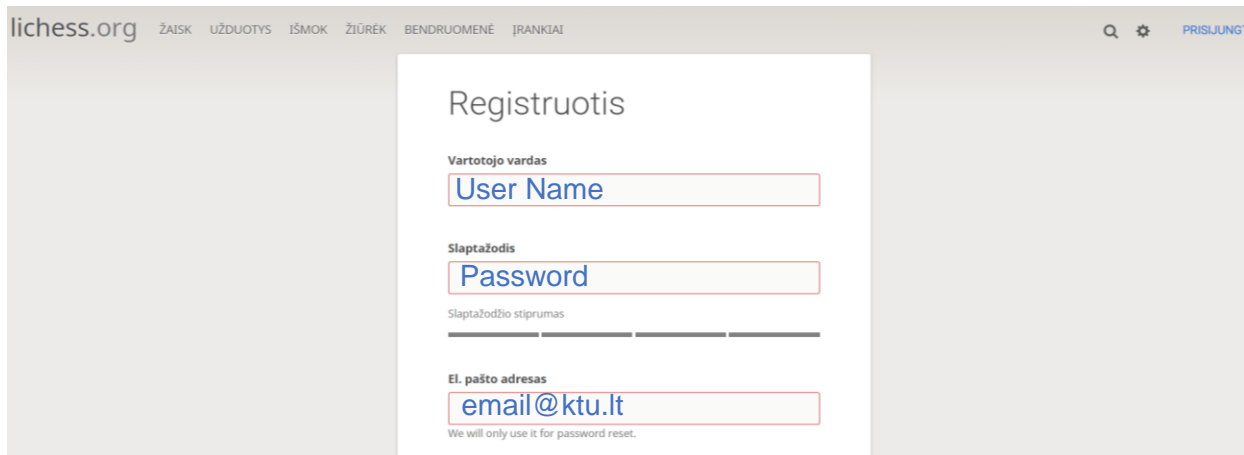 lichess.org ŽAISK UŽDUOTYS IŠMOK ŽIŪRĖK BENDRUOMENĖ ĮRANKIAI
Registruotis
Vartotojo vardas
User Name
Slaptažodis
Password
Slaptažodžio stiprumas
El. pašto adresas
email@ktu.lt
We will only use it for password reset.